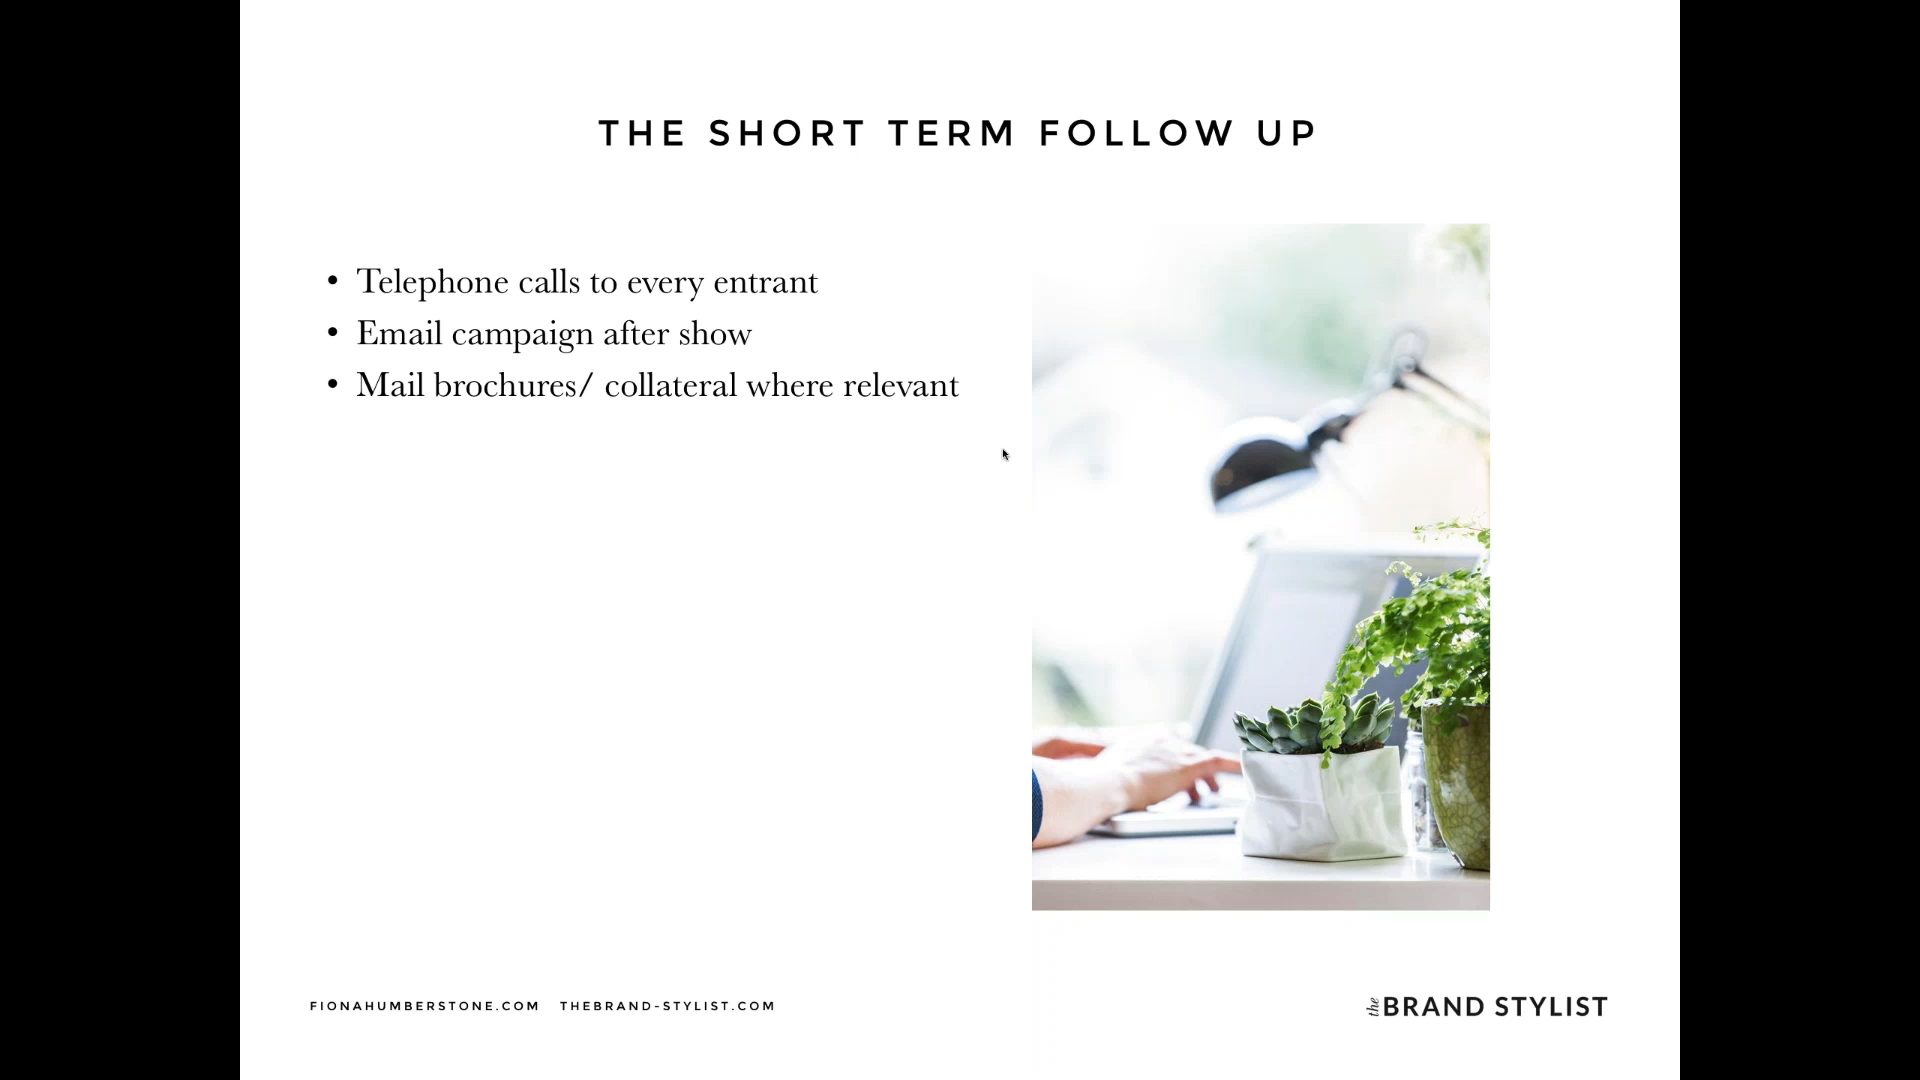 THE SHORT TERM FOLLOW UP
• Telephone calls to every entrant
• Email campaign after show
• Mail brochures/ collateral where relevant
FIONAHUMBERSTONE.COM THEBRAND-STYLIST.COM
the BRAND STYLIST